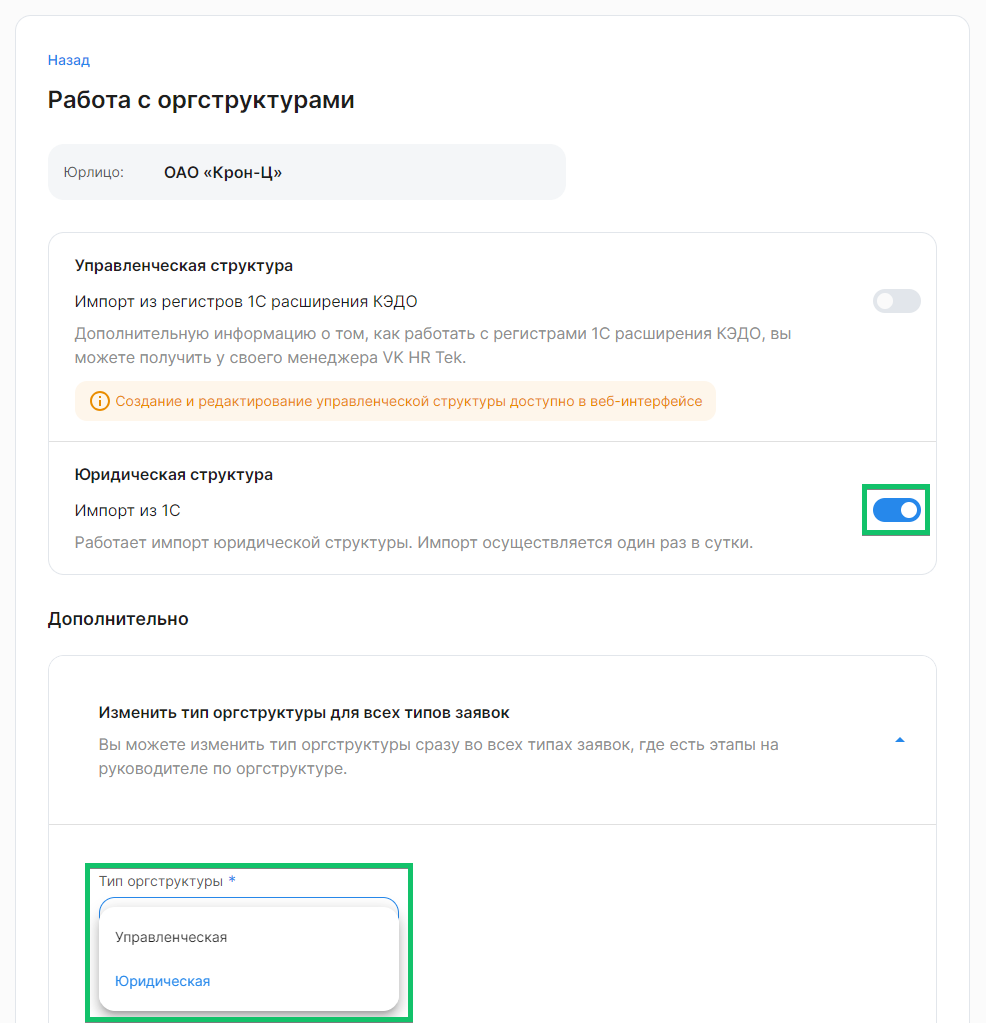 Назад
Работа с оргструктурами
Юрлицо: ОАО «Крон-Ц»
Управленческая структура
Импорт из регистров 1С расширения КЭДО
Дополнительную информацию о том, как работать с регистрами 1С расширения КЭДО, вы
можете получить у своего менеджера VK HR Tek.
Создание и редактирование управленческой структуры доступно в веб-интерфейсе
Юридическая структура
Импорт из 1С
Работает импорт юридической структуры. Импорт осуществляется один раз в сутки.
Дополнительно
Изменить тип оргструктуры для всех типов заявок
Вы можете изменить тип оргструктуры сразу во всех типах заявок, где есть этапы на
руководителе по оргструктуре.
Тип оргструктуры *
Управленческая
Юридическая